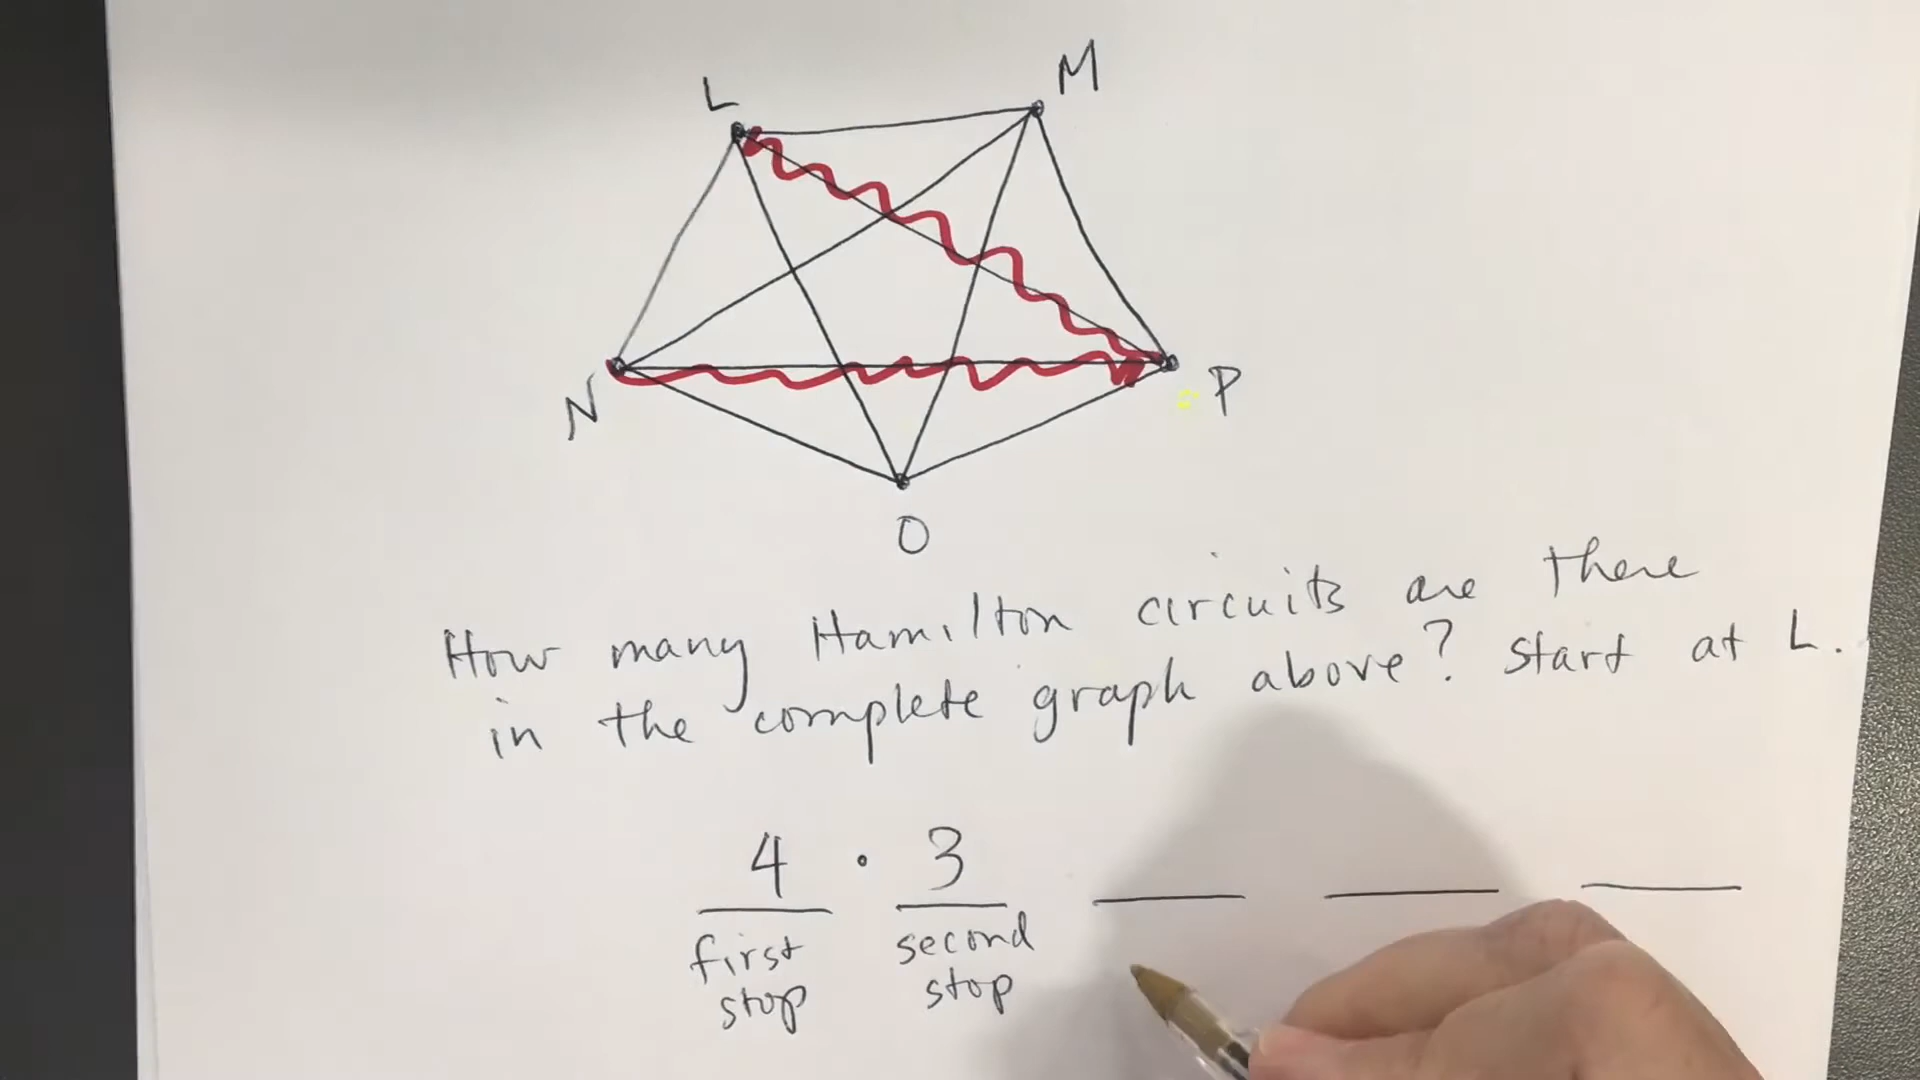 L
M
N
P
O
How many Hamilton circuits are there
in the complete graph above? Start at L.
4 · 3
first second
stop stop